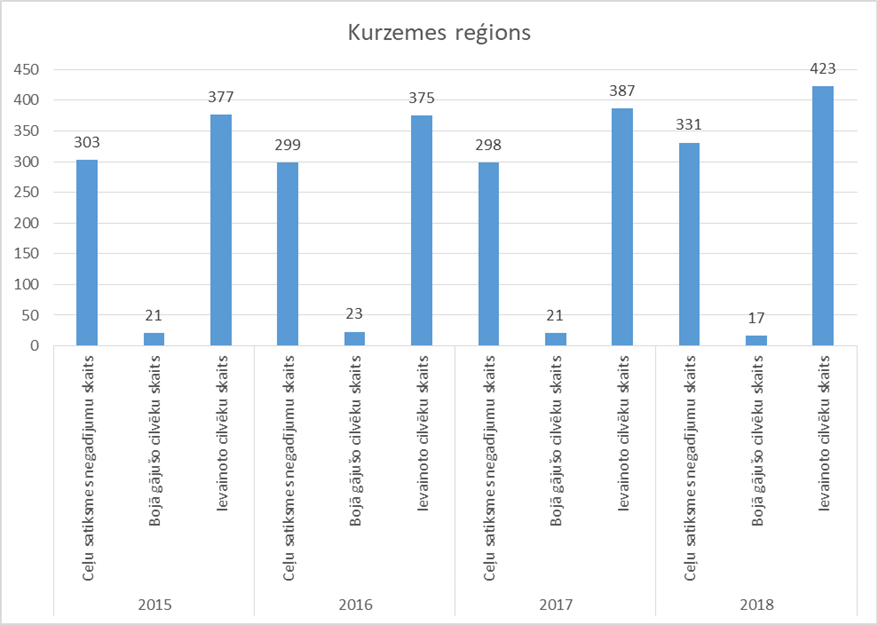 Kurzemes reģions
450
400
350
300
250
200
150
100
50
0
303
21
377
299
23
375
298
21
387
331
17
423
Ceļu satiksmes negadījumu skaits
Bojā gājušo cilvēku skaits
Ievainoto cilvēku skaits
Ceļu satiksmes negadījumu skaits
Bojā gājušo cilvēku skaits
Ievainoto cilvēku skaits
Ceļu satiksmes negadījumu skaits
Bojā gājušo cilvēku skaits
Ievainoto cilvēku skaits
Ceļu satiksmes negadījumu skaits
Bojā gājušo cilvēku skaits
Ievainoto cilvēku skaits
2015
2016
2017
2018